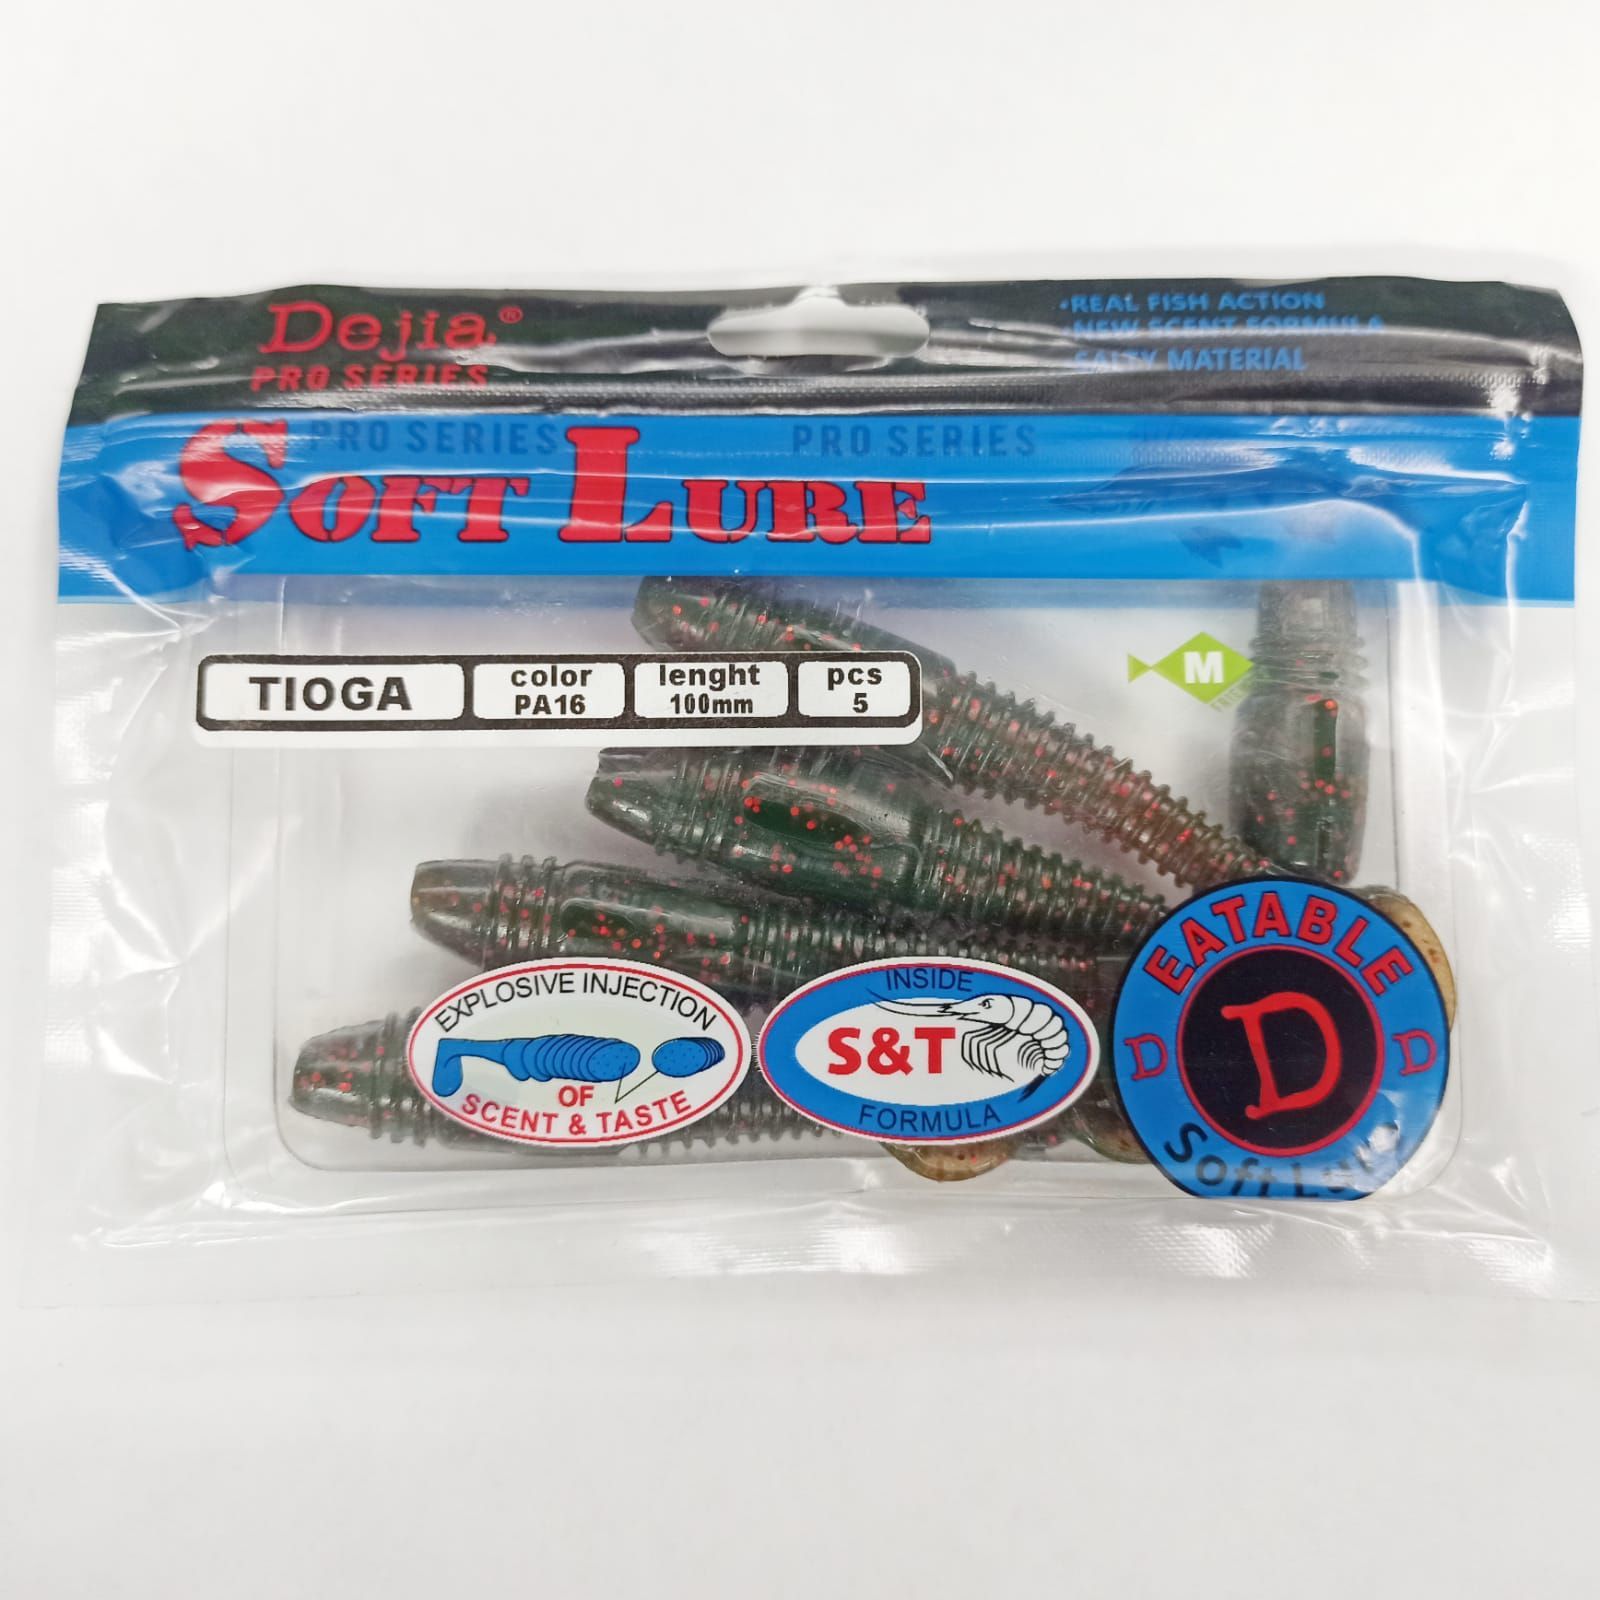 Dejia®
PRO SERIES
•REAL FISH ACTION
•NEW SCENT FORMULA
SALTY MATERIAL
PRO SERIES PRO SERIES
SOFT LURE
TIOGA
color
PA16
lenght
100mm
pcs
5
M
EXPLOSIVE INJECTION
OF
SCENT & TASTE
INSIDE
S&T
FORMULA
EATABLE
D D D
Soft